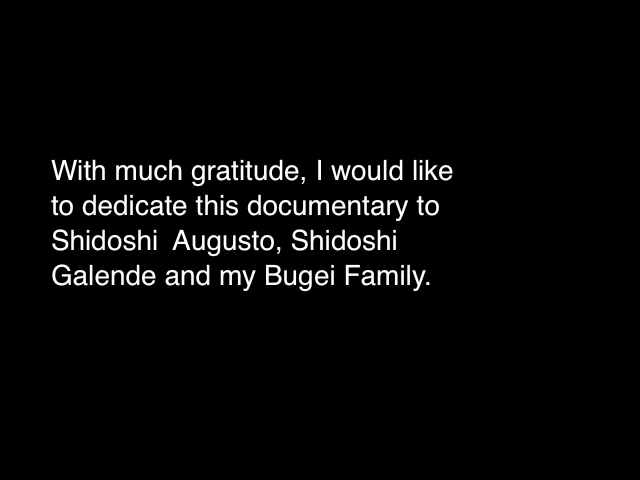 With much gratitude, I would like
to dedicate this documentary to
Shidoshi  Augusto, Shidoshi
Galende and my Bugei Family.